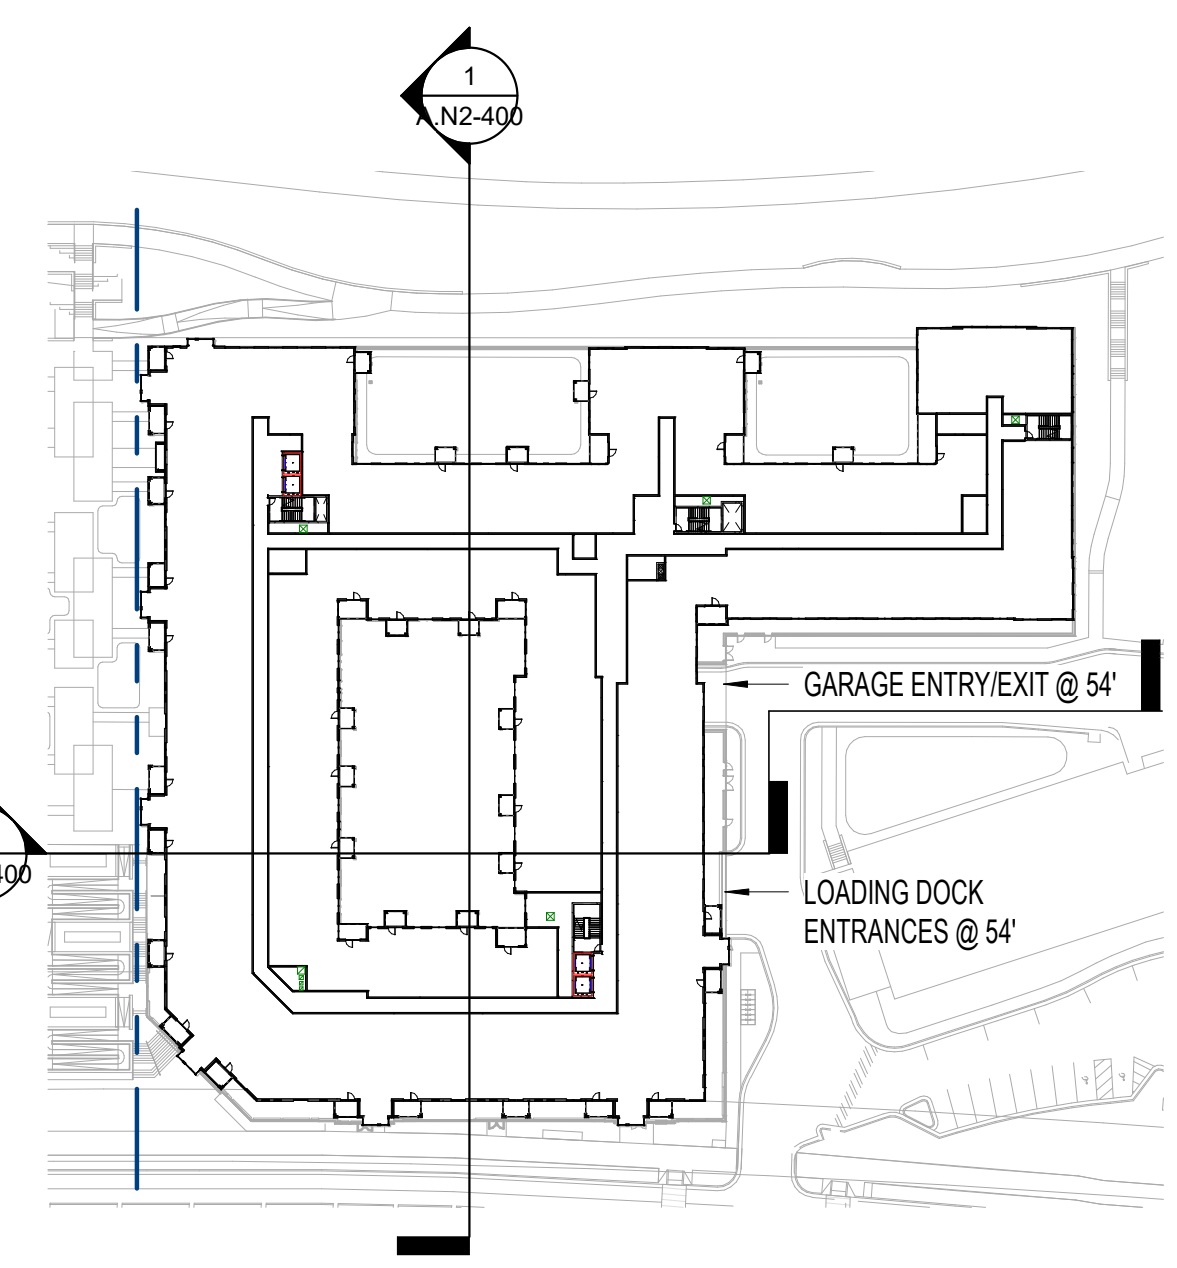 1
A.N2-400
GARAGE ENTRY/EXIT @ 54'
400
LOADING DOCK
ENTRANCES @ 54'